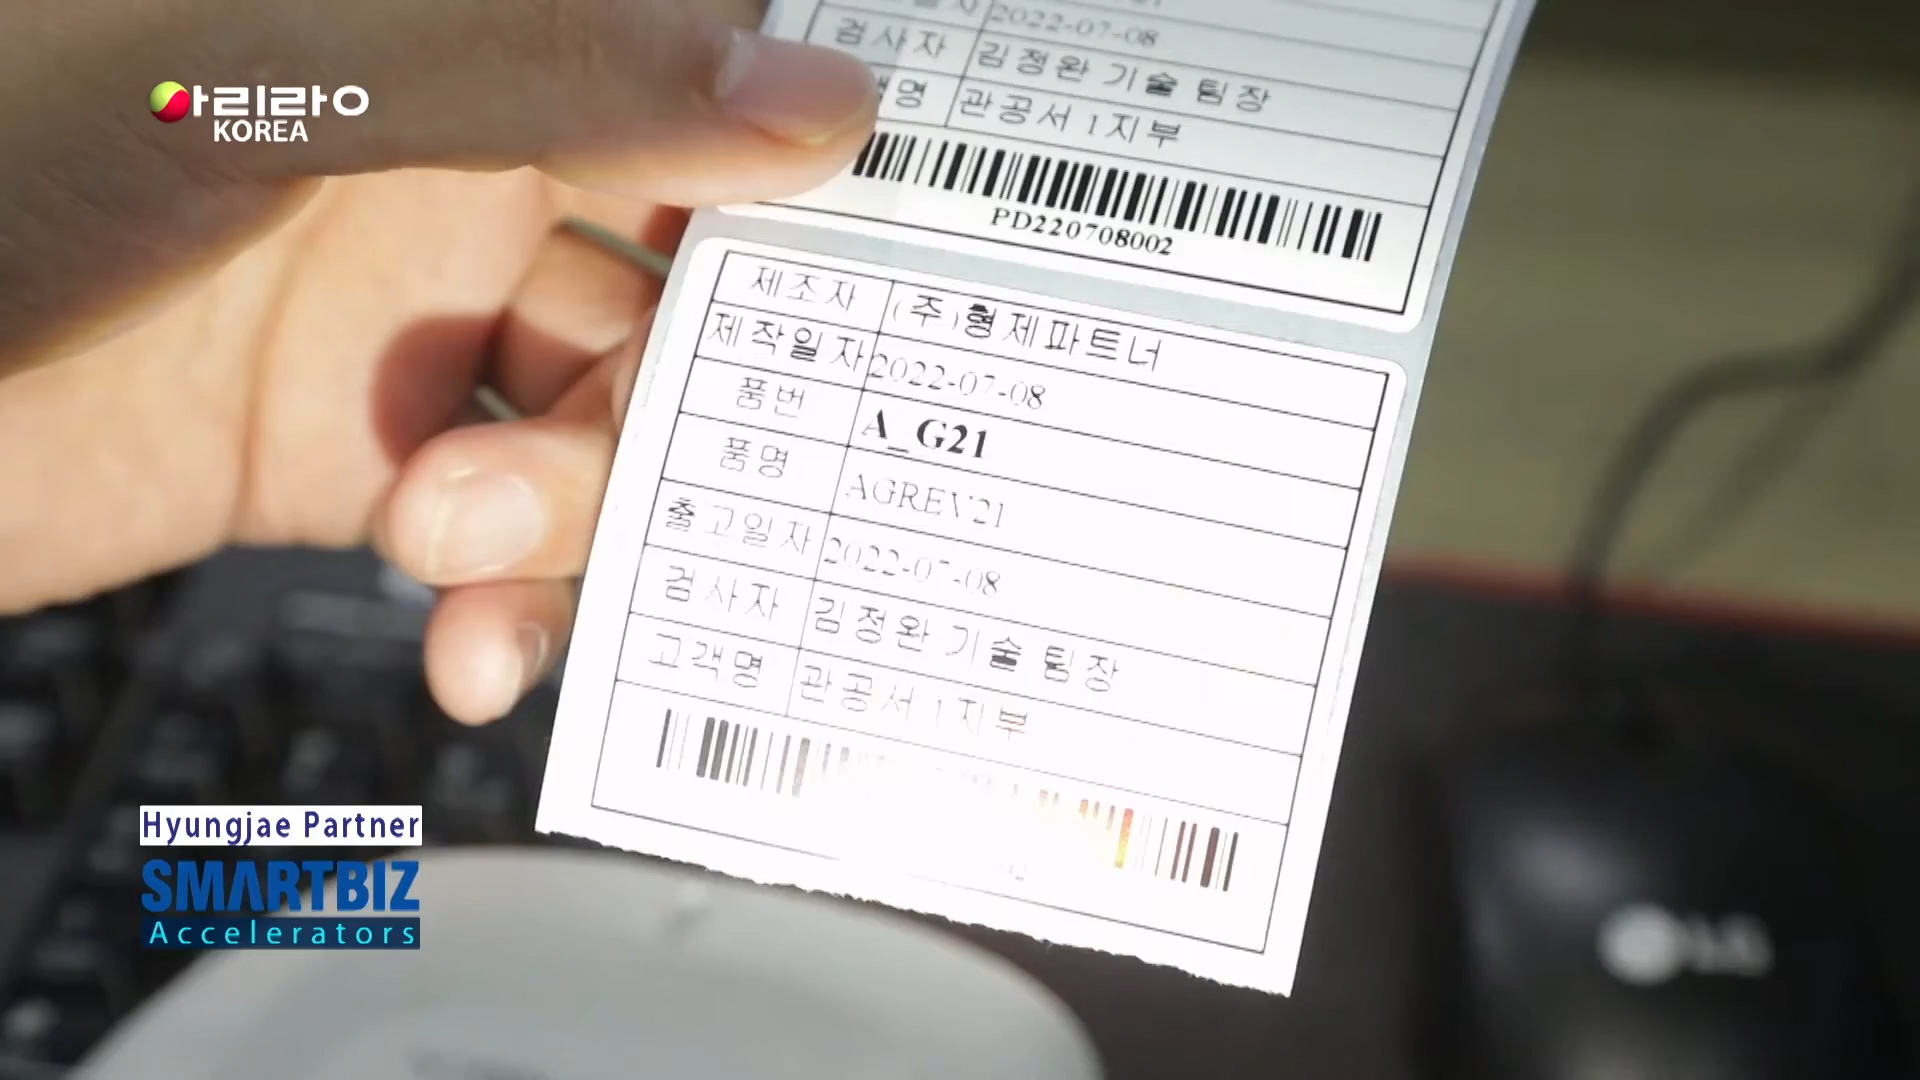 아리랑
KOREA
2022-07-08
검사자 김정완 기술팀장
관공서 1지부
PD220708002
제조자 (주)형제파트너
제작일자 2022-07-08
품번 A_G21
품명 AGREV21
출고일자 2022-07-08
검사자 김정완 기술팀장
고객명 관공서 1지부
Hyungjae Partner
SMARTBIZ
Accelerators
LG